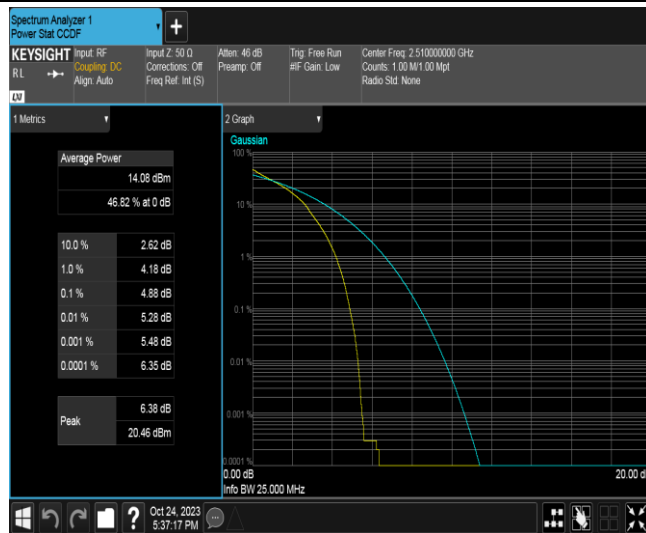 Spectrum Analyzer 1
Power Stat CCDF
+
KEYSIGHT
RL
LXI
Input: RF
Coupling: DC
Align: Auto
Input Z: 50 Ω
Corrections: Off
Freq Ref: Int (S)
Atten: 46 dB
Preamp: Off
Trig: Free Run
#IF Gain: Low
Center Freq: 2.510000000 GHz
Counts: 1.00 M/1.00 Mpt
Radio Std: None
1 Metrics
Average Power
14.08 dBm
46.82 % at 0 dB
10.0 % 2.62 dB
1.0 % 4.18 dB
0.1 % 4.88 dB
0.01 % 5.28 dB
0.001 % 5.48 dB
0.0001 % 6.35 dB
Peak
6.38 dB
20.46 dBm
2 Graph
Gaussian
100 %
10 %
1 %
0.1 %
0.01 %
0.001 %
0.0001 %
0.00 dB
20.00 d
Info BW 25.000 MHz
?
Oct 24, 2023
5:37:17 PM